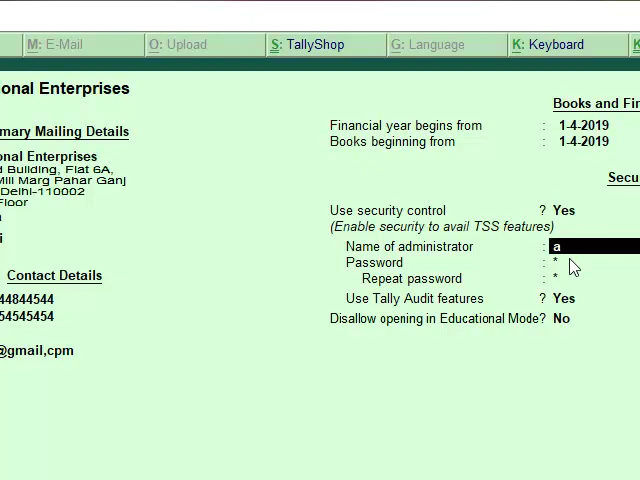 M: E-Mail O: Upload S: TallyShop G: Language K: Keyboard K
onal Enterprises
Books and Fin
mary Mailing Details
Financial year begins from : 1-4-2019
Books beginning from : 1-4-2019
onal Enterprises
d Building, Flat 6A,
Mill Marg Pahar Ganj
Delhi-110002
Floor
a
i
Secu
Use security control ? Yes
(Enable security to avail TSS features)
Name of administrator : a
Password : *
Repeat password : *
Use Tally Audit features ? Yes
Disallow opening in Educational Mode? No
Contact Details
44844544
54545454
@gmail,cpm